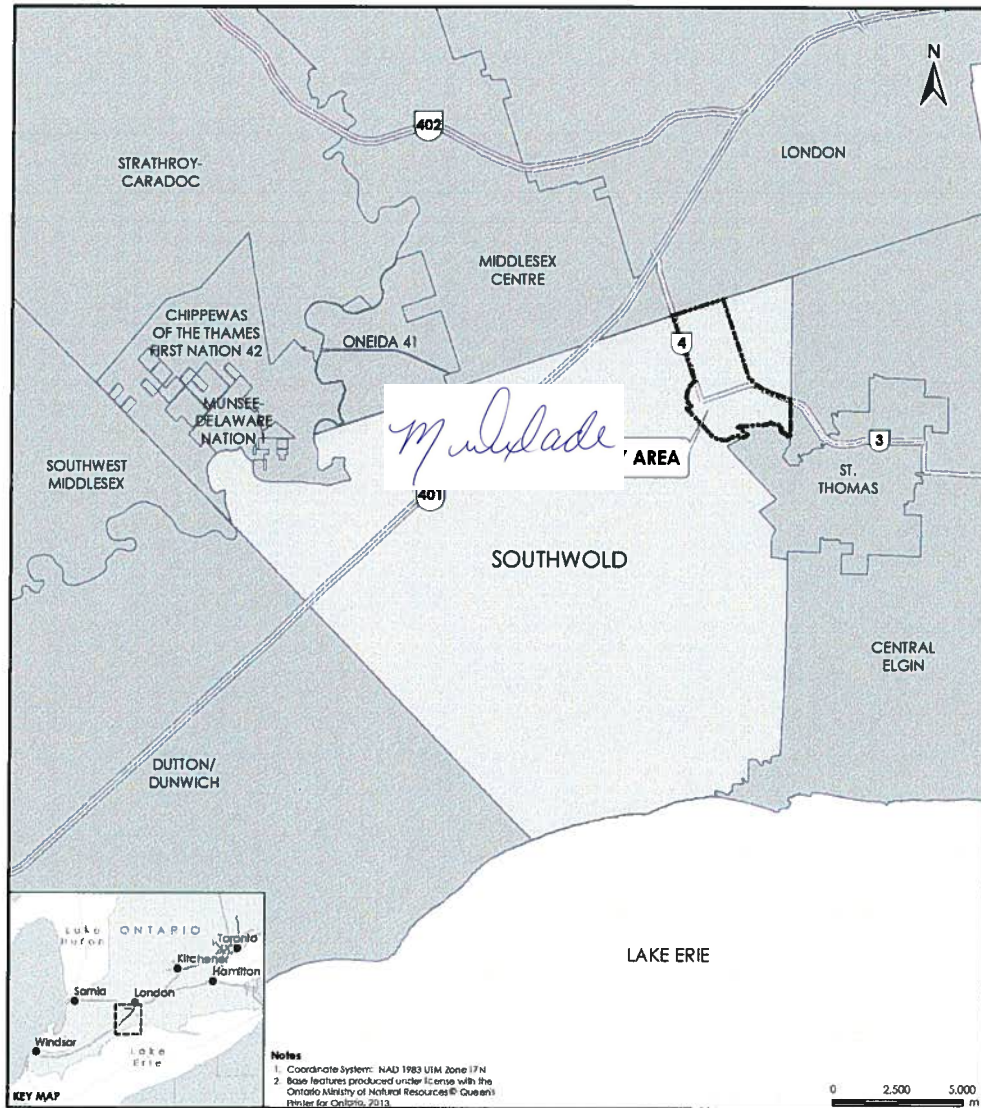 N
402
STRATHROY-
CARADOC
LONDON
MIDDLESEX
CENTRE
CHIPPEWAS
OF THE THAMES
FIRST NATION 42
ONEIDA 41
4
MUNSEE-
DELAWARE
NATION 1
AREA
3
SOUTHWEST
MIDDLESEX
ST.
THOMAS
401
SOUTHWOLD
CENTRAL
ELGIN
DUTTON/
DUNWICH
LAKE ERIE
Lake
Huron
ONTARIO
Toronto
Kitchener
Hamilton
Sarnia
London
Windsor
Lake
Erie
KEY MAP
Notes
1. Coordinate System: NAD 1983 UTM Zone 17N
2. Base features produced under license with the
Ontario Ministry of Natural Resources © Queen's
Printer for Ontario, 2013.
0 2,500 5,000
m